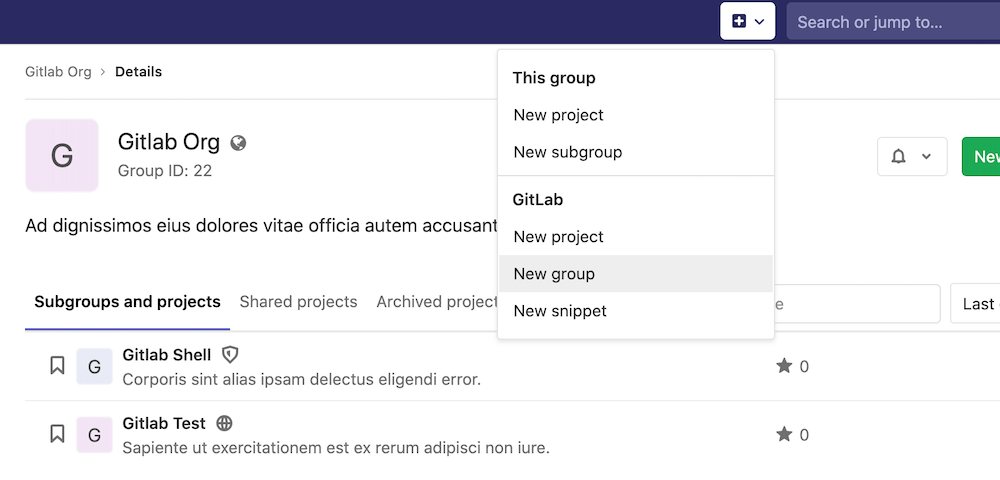 Search or jump to...
Gitlab Org › Details
This group
New project
New subgroup
G
Gitlab Org
Group ID: 22
New
GitLab
New project
New group
New snippet
Ad dignissimos eius dolores vitae officia autem accusant
Subgroups and projects Shared projects Archived project
e
Last
G
Gitlab Shell
Corporis sint alias ipsam delectus eligendi error.
0
G
Gitlab Test
Sapiente ut exercitationem est ex rerum adipisci non iure.
0